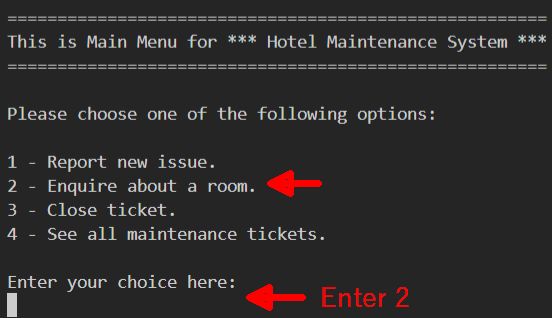 ======================================================
This is Main Menu for *** Hotel Maintenance System ***
======================================================
Please choose one of the following options:
1 - Report new issue.
2 - Enquire about a room.
3 - Close ticket.
4 - See all maintenance tickets.
Enter your choice here:
Enter 2